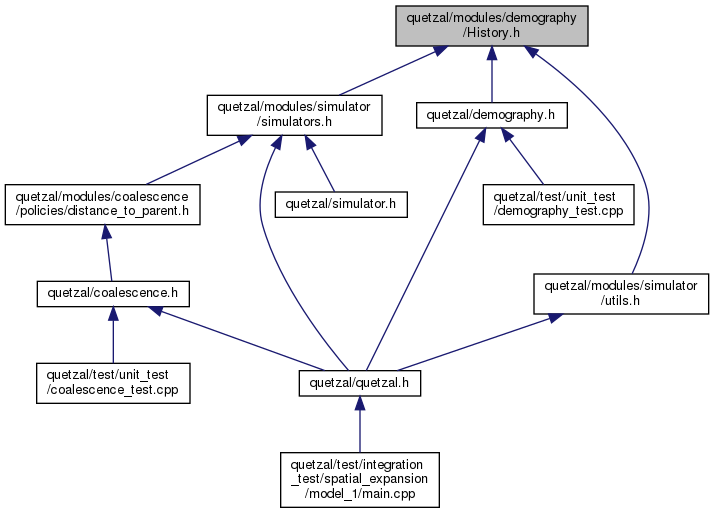 quetzal/modules/demography
/History.h
quetzal/modules/simulator
/simulators.h
quetzal/demography.h
quetzal/modules/coalescence
/policies/distance_to_parent.h
quetzal/simulator.h
quetzal/test/unit_test
/demography_test.cpp
quetzal/coalescence.h
quetzal/modules/simulator
/utils.h
quetzal/test/unit_test
/coalescence_test.cpp
quetzal/quetzal.h
quetzal/test/integration
_test/spatial_expansion
/model_1/main.cpp